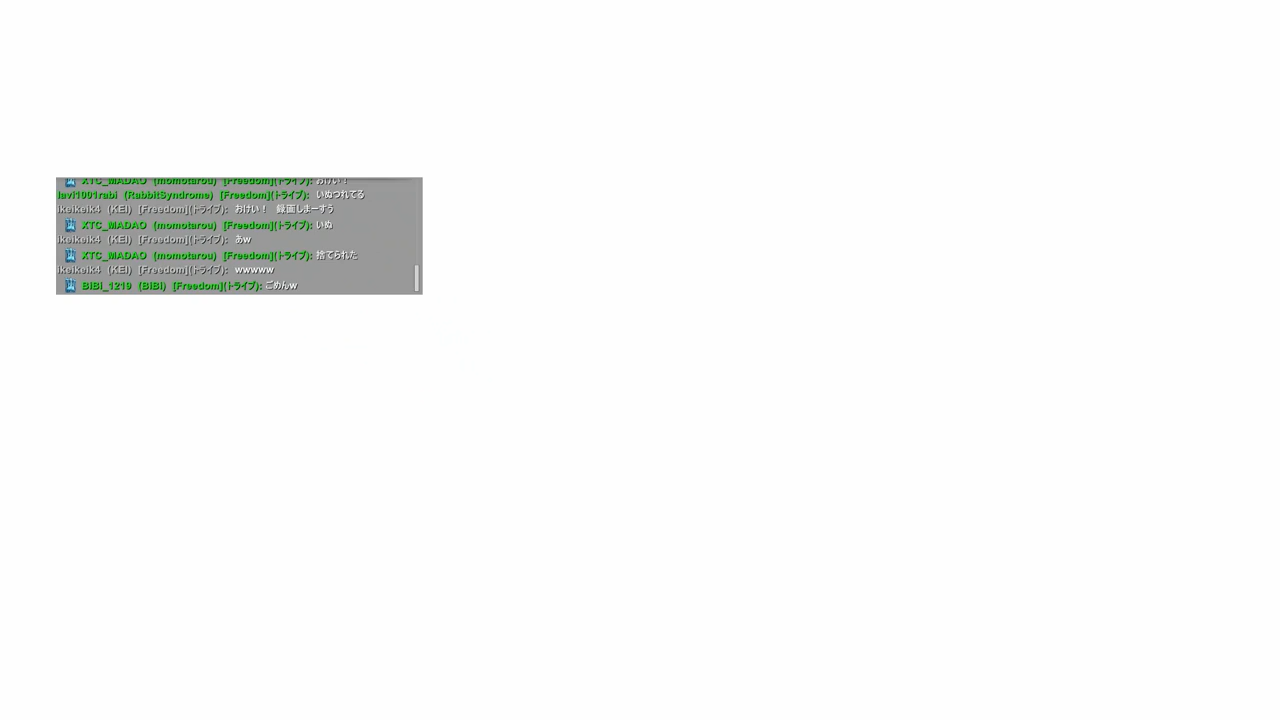 XTC_MADAO (momotarou) [Freedom](トライブ): おけい！
lavi1001rabi (RabbitSyndrome) [Freedom](トライブ): いぬつれてる
ikeikeik4 (KEI) [Freedom](トライブ): おけい！ 録画しまーすう
XTC_MADAO (momotarou) [Freedom](トライブ): いぬ
ikeikeik4 (KEI) [Freedom](トライブ): あw
XTC_MADAO (momotarou) [Freedom](トライブ): 捨てられた
ikeikeik4 (KEI) [Freedom](トライブ): wwwww
BIBI_1219 (BIBI) [Freedom](トライブ): ごめんw